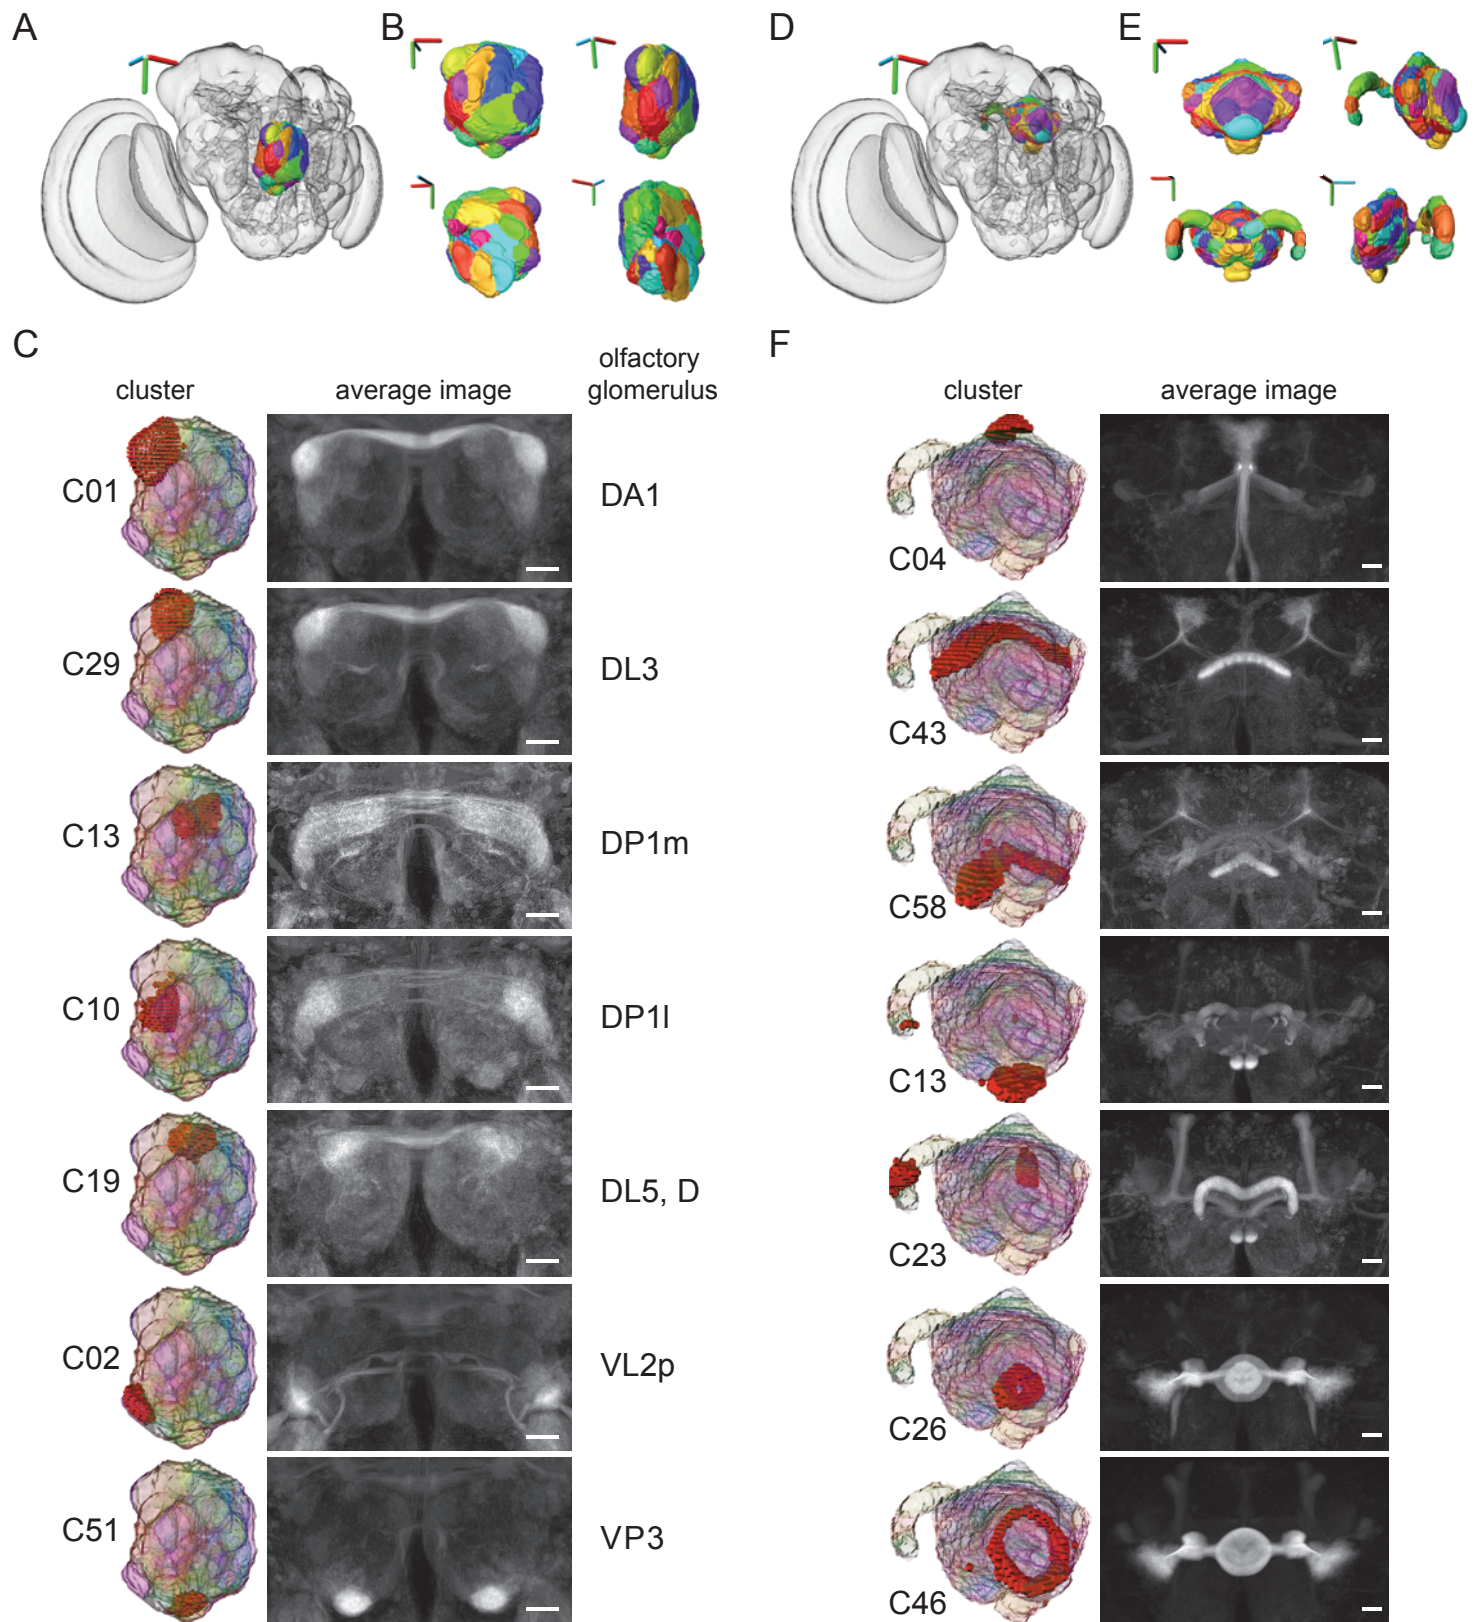 A
B
D
E
C
olfactory
cluster
average image
glomerulus
C01
DA1
C29
DL3
C13
DP1m
C10
DP1l
C19
DL5, D
C02
VL2p
C51
VP3
F
cluster
average image
C04
C43
C58
C13
C23
C26
C46